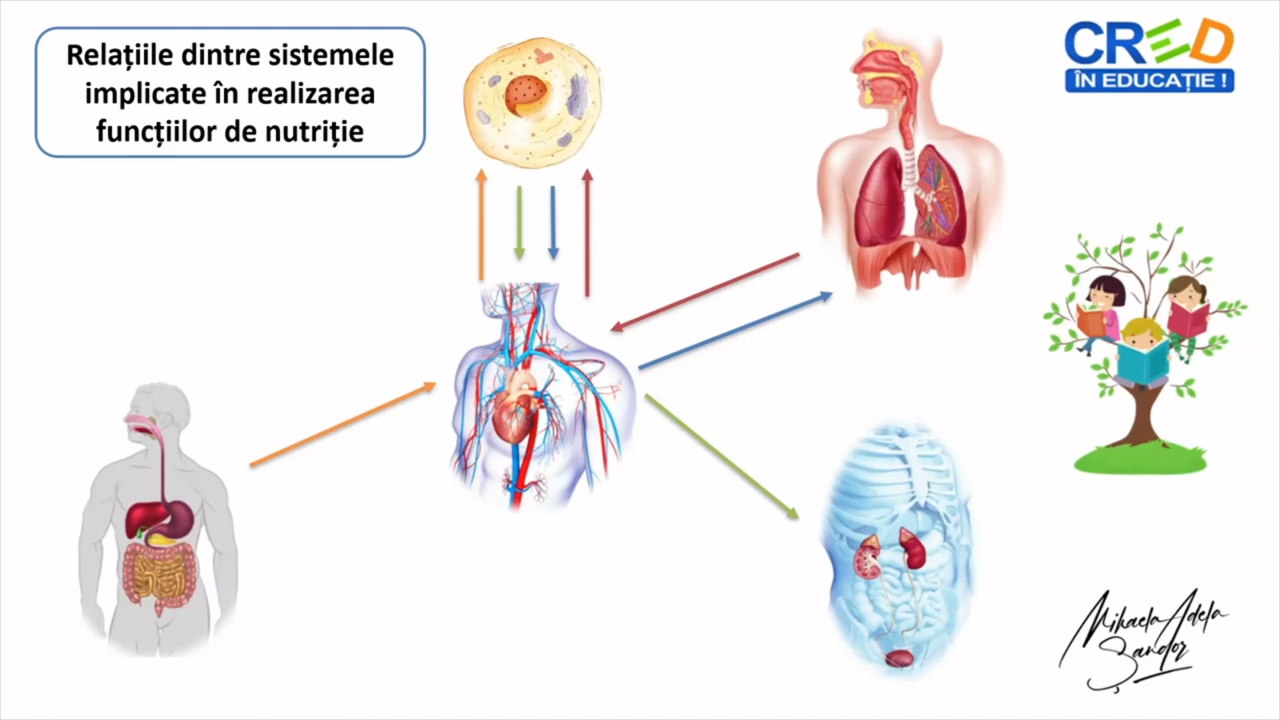 Relațiile dintre sistemele
implicate în realizarea
funcțiilor de nutriție
CRED
ÎN EDUCAȚIE !
Mihaela Adela
Șandor